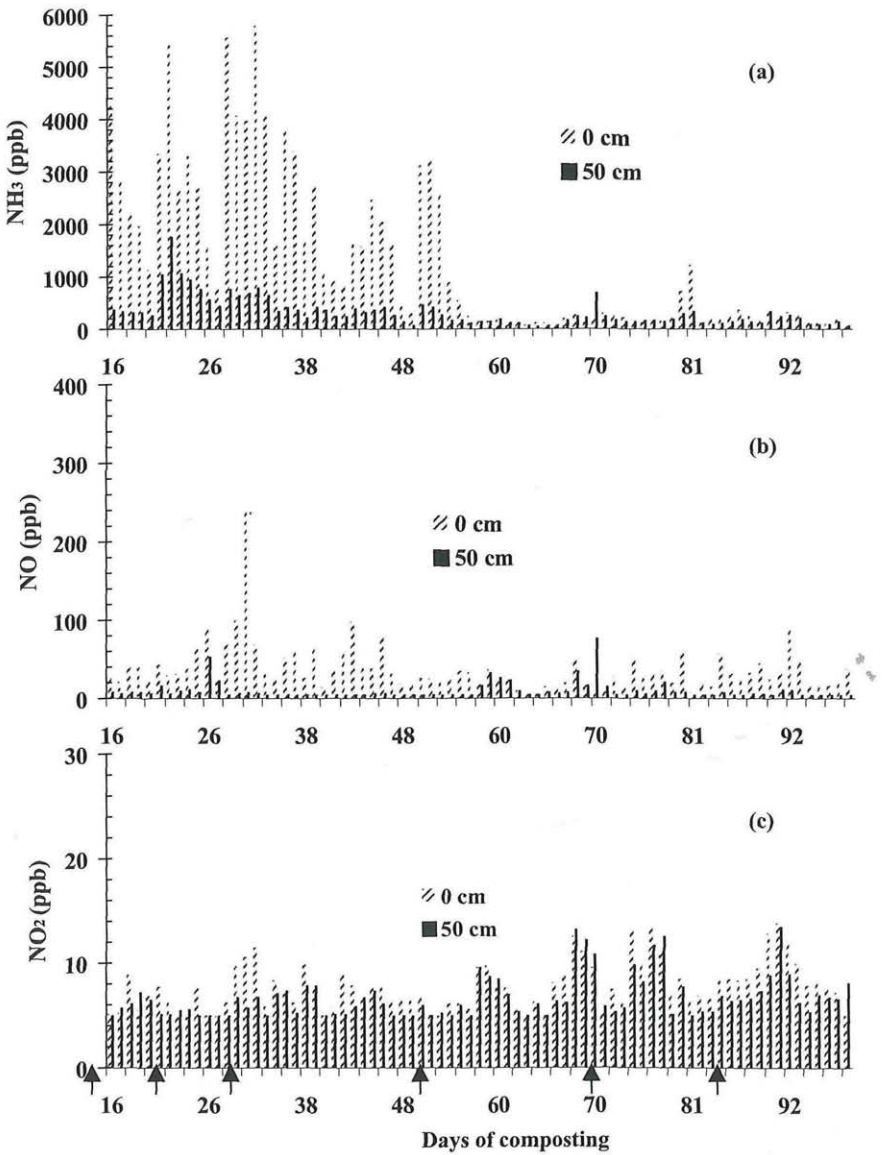 6000
5000
4000
3000
2000
1000
0
NH3 (ppb)
(a)
0 cm
50 cm
16 26 38 48 60 70 81 92
400
300
200
100
0
NO (ppb)
(b)
0 cm
50 cm
16 26 38 48 60 70 81 92
30
20
10
0
NO2 (ppb)
(c)
0 cm
50 cm
16 26 38 48 60 70 81 92
Days of composting